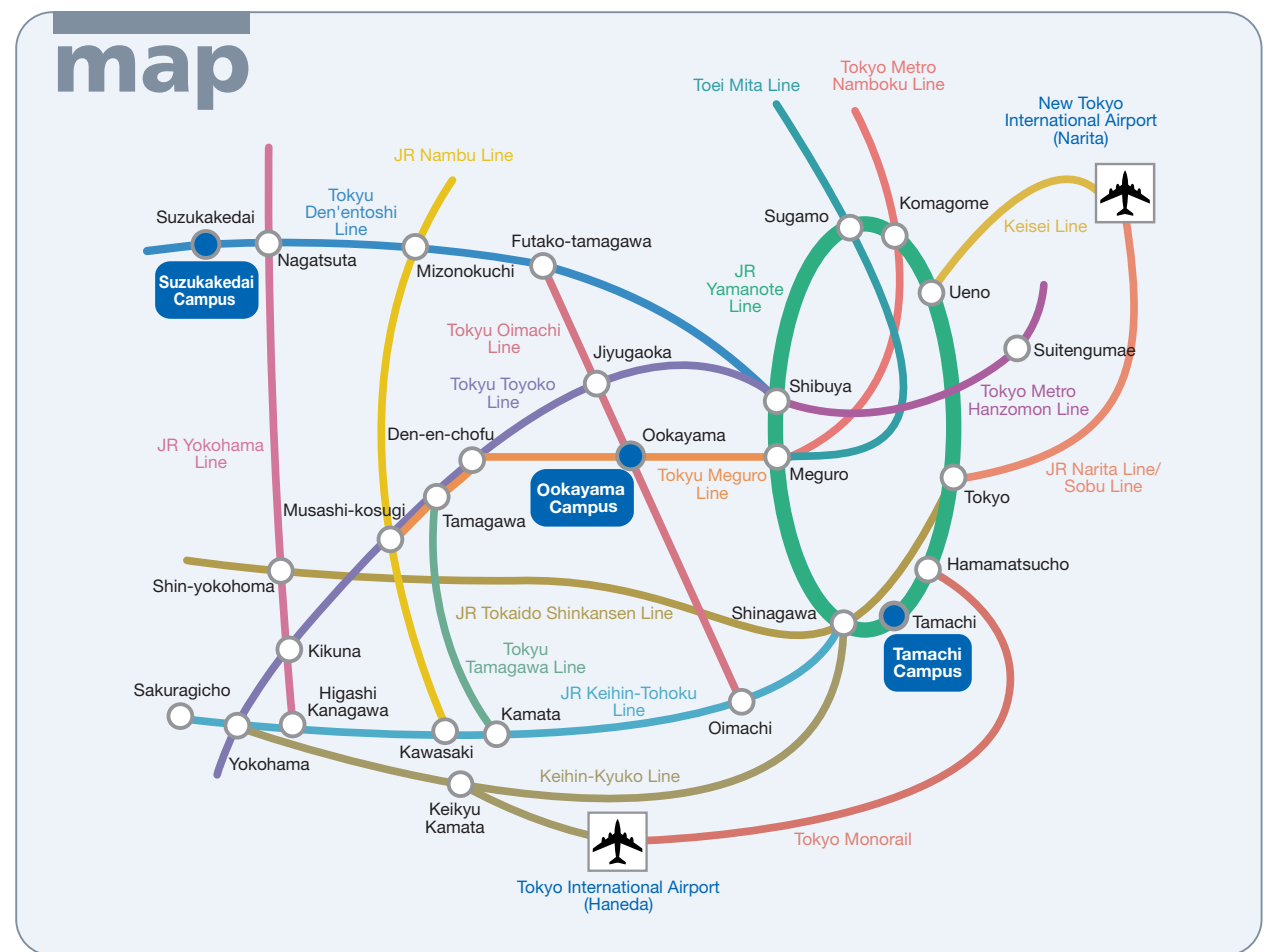 map
Toei Mita Line
Tokyo Metro
Namboku Line
New Tokyo
International Airport
(Narita)
JR Nambu Line
Tokyu
Den'entoshi
Line
Suzukakedai
Nagatsuta
Suzukakedai
Campus
Mizonokuchi
Futako-tamagawa
Sugamo
Komagome
Keisei Line
JR
Yamanote
Line
Ueno
Tokyu Oimachi
Line
Jiyugaoka
Suitengumae
Tokyu Toyoko
Line
Shibuya
Tokyo Metro
Hanzomon Line
JR Yokohama
Line
Den-en-chofu
Ookayama
Ookayama
Campus
Tokyu Meguro
Line
Meguro
JR Narita Line/
Sobu Line
Tokyo
Musashi-kosugi
Tamagawa
Shin-yokohoma
Hamamatsucho
JR Tokaido Shinkansen Line
Shinagawa
Tamachi
Tamachi
Campus
Kikuna
Tokyu
Tamagawa Line
Sakuragicho
Higashi
Kanagawa
JR Keihin-Tohoku
Line
Kamata
Oimachi
Kawasaki
Yokohama
Keihin-Kyuko Line
Keikyu
Kamata
Tokyo Monorail
Tokyo International Airport
(Haneda)